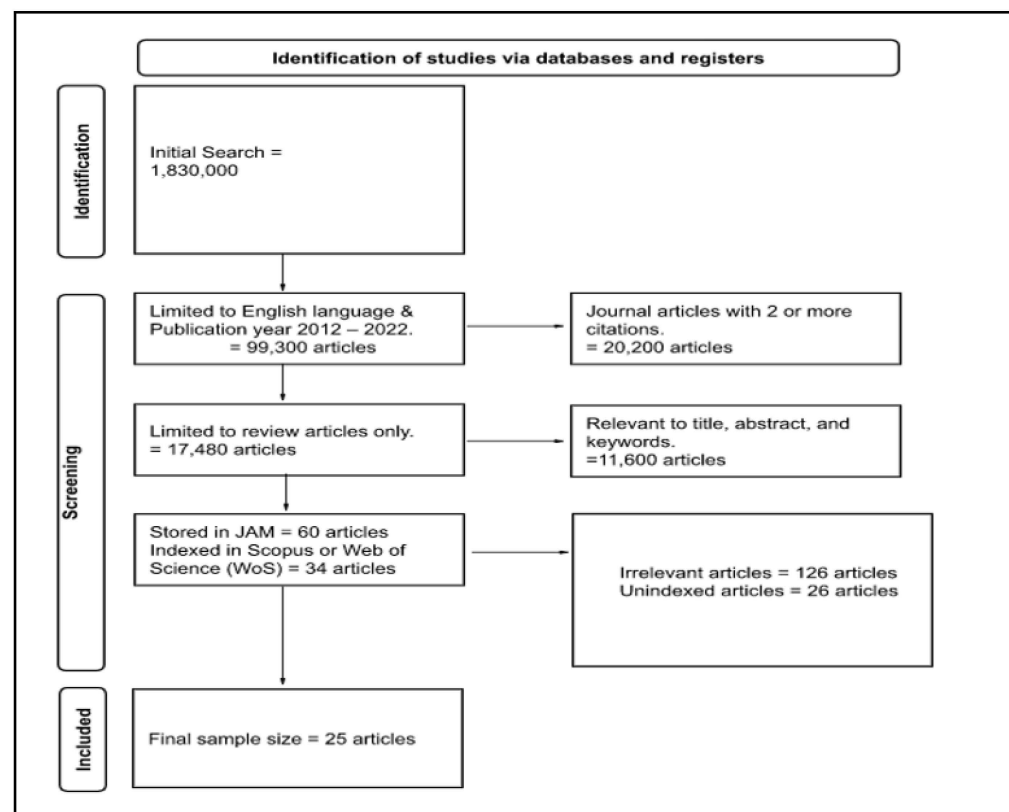 Identification of studies via databases and registers
Identification
Initial Search =
1,830,000
Screening
Limited to English language &
Publication year 2012 – 2022.
= 99,300 articles
Journal articles with 2 or more
citations.
= 20,200 articles
Limited to review articles only.
= 17,480 articles
Relevant to title, abstract, and
keywords.
=11,600 articles
Stored in JAM = 60 articles
Indexed in Scopus or Web of
Science (WoS) = 34 articles
Irrelevant articles = 126 articles
Unindexed articles = 26 articles
Included
Final sample size = 25 articles